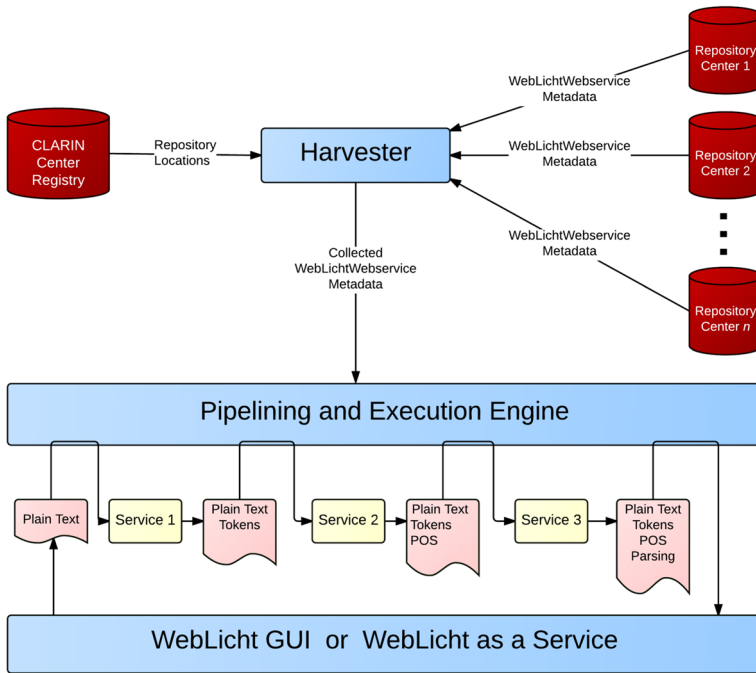 Repository
Center 1
WebLichtWebservice
Metadata
CLARIN
Center
Registry
Repository
Locations
Harvester
WebLichtWebservice
Metadata
Repository
Center 2
WebLichtWebservice
Metadata
Collected
WebLichtWebservice
Metadata
Repository
Center n
Pipelining and Execution Engine
Plain Text
Service 1
Plain Text
Tokens
Service 2
Plain Text
Tokens
POS
Service 3
Plain Text
Tokens
POS
Parsing
WebLicht GUI or WebLicht as a Service